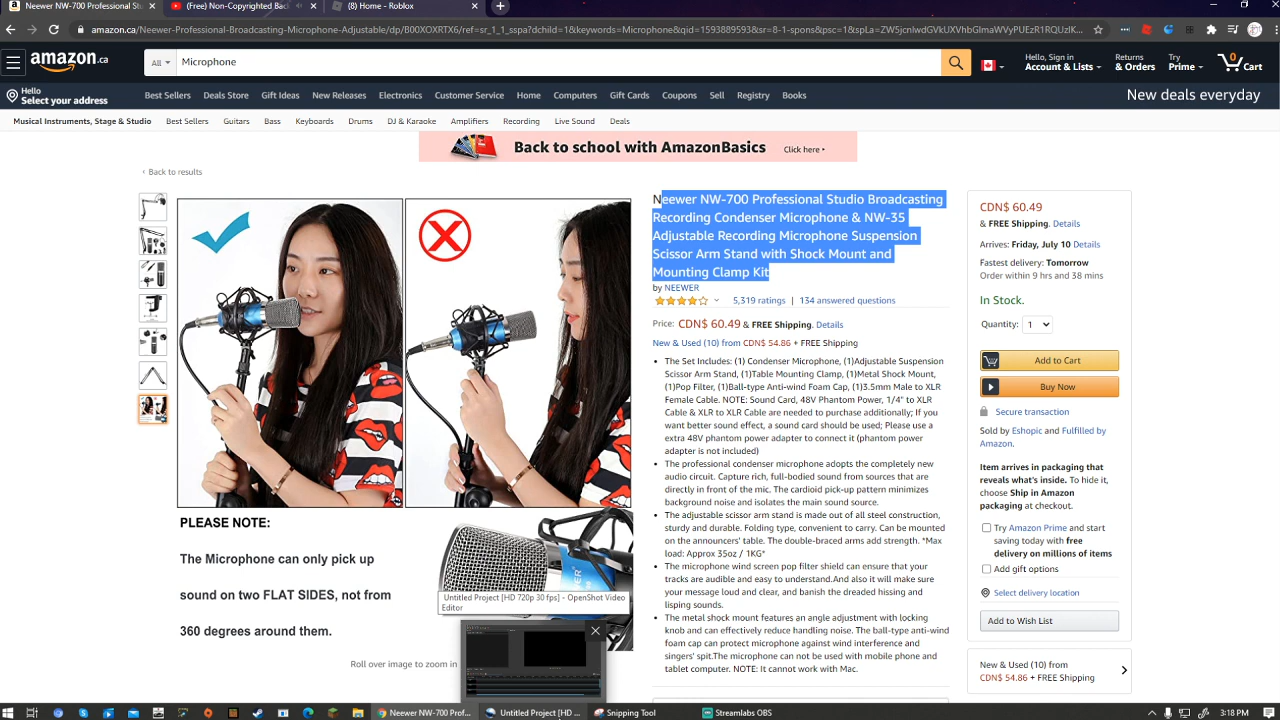 Neewer NW-700 Professional St
(Free) Non-Copyrighted Bac
(8) Home - Roblox
amazon.ca/Neewer-Professional-Broadcasting-Microphone-Adjustable/dp/B00XOXRTX6/ref=sr_1_1_sspa?dchild=1&keywords=Microphone&qid=1593889593&sr=8-1-spons&psc=1&spLa=
amazon.ca
All
Microphone
Hello, Sign in
Account & Lists
Returns
& Orders
Try
Prime
0
Cart
Hello
Select your address
Best Sellers
Deals Store
Gift Ideas
New Releases
Electronics
Customer Service
Home
Computers
Gift Cards
Coupons
Sell
Registry
Books
New deals everyday
Musical Instruments, Stage & Studio
Best Sellers
Guitars
Bass
Keyboards
Drums
DJ & Karaoke
Amplifiers
Recording
Live Sound
Deals
Back to school with AmazonBasics
Click here
‹ Back to results
Neewer NW-700 Professional Studio Broadcasting
Recording Condenser Microphone & NW-35
Adjustable Recording Microphone Suspension
Scissor Arm Stand with Shock Mount and
Mounting Clamp Kit
by NEEWER
5,319 ratings | 134 answered questions
Price: CDN$ 60.49 & FREE Shipping. Details
New & Used (10) from CDN$ 54.86 + FREE Shipping
• The Set Includes: (1) Condenser Microphone, (1)Adjustable Suspension
Scissor Arm Stand, (1)Table Mounting Clamp, (1)Metal Shock Mount,
(1)Pop Filter, (1)Ball-type Anti-wind Foam Cap, (1)3.5mm Male to XLR
Female Cable. NOTE: Sound Card, 48V Phantom Power, 1/4" to XLR
Cable & XLR to XLR Cable are needed to purchase additionally; If you
want better sound effect, a sound card should be used; Please use a
extra 48V phantom power adapter to connect it (phantom power
adapter is not included)
• The professional condenser microphone adopts the completely new
audio circuit. Capture rich, full-bodied sound from sources that are
directly in front of the mic. The cardioid pick-up pattern minimizes
background noise and isolates the main sound source.
• The adjustable scissor arm stand is made out of all steel construction,
sturdy and durable. Folding type, convenient to carry. Can be mounted
on the announcers' table. The double-braced arms add strength. *Max
load: Approx 35oz / 1KG*
• The microphone wind screen pop filter shield can ensure that your
tracks are audible and easy to understand.And also it will make sure
your message loud and clear, and banish the dreaded hissing and
lisping sounds.
• The metal shock mount features an angle adjustment with locking
knob and can effectively reduce handling noise. The ball-type anti-wind
foam cap can protect microphone against wind interference and
singers' spit.The microphone can not be used with mobile phone and
tablet computer. NOTE: It cannot work with Mac.
CDN$ 60.49
& FREE Shipping. Details
Arrives: Friday, July 10 Details
Fastest delivery: Tomorrow
Order within 9 hrs and 38 mins
In Stock.
Quantity: 1
Add to Cart
Buy Now
Secure transaction
Sold by Eshopic and Fulfilled by
Amazon.
Item arrives in packaging that
reveals what's inside. To hide it,
choose Ship in Amazon
packaging at checkout.
Try Amazon Prime and start
saving today with free
delivery on millions of items
Add gift options
Select delivery location
Add to Wish List
New & Used (10) from
CDN$ 54.86 + FREE Shipping
PLEASE NOTE:
The Microphone can only pick up
sound on two FLAT SIDES, not from
360 degrees around them.
Roll over image to zoom in
Untitled Project [HD 720p 30 fps] - OpenShot Video
Editor
Neewer NW-700 Prof...
Untitled Project [HD ...
Snipping Tool
Streamlabs OBS
3:18 PM